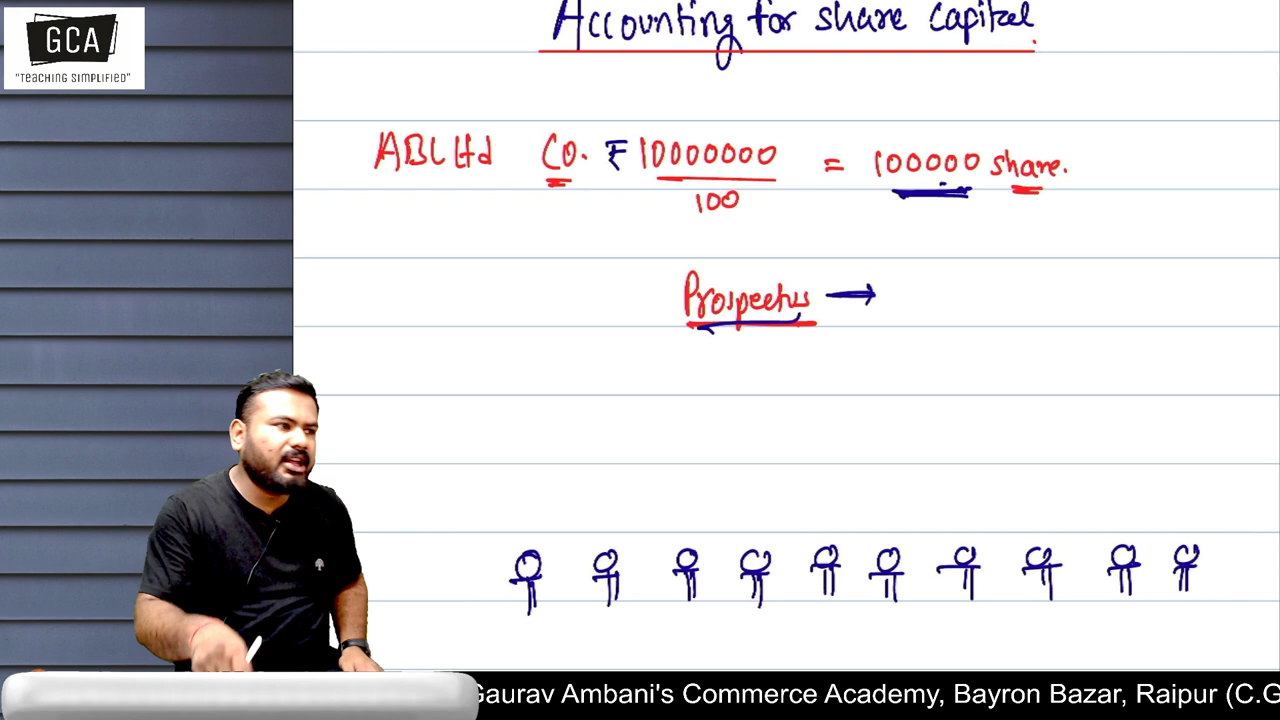 Accounting for share capital
GCA
"TEACHING SIMPLIFIED"
ABC Ltd Co. ₹ 10000000 = 100000 share.
100
Prospectus →
Gaurav Ambani's Commerce Academy, Bayron Bazar, Raipur (C.G